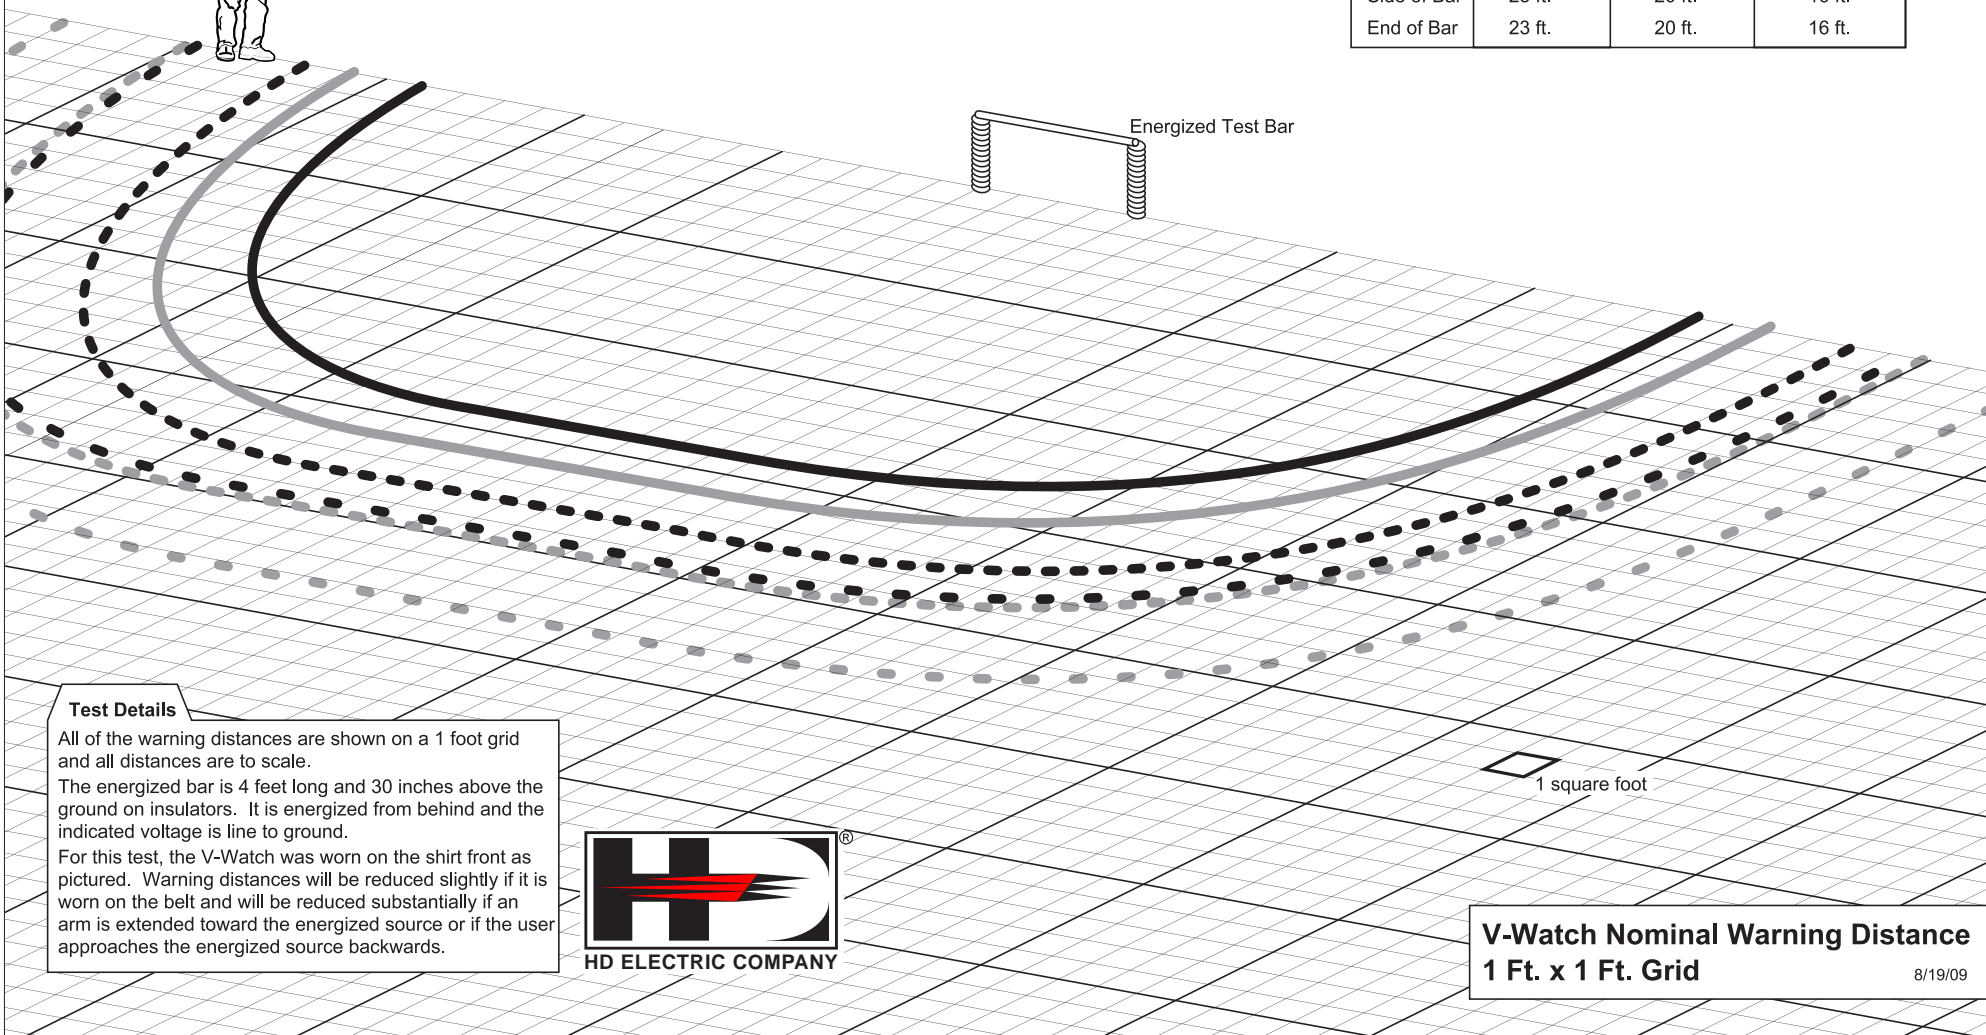 End of Bar 23 ft. 20 ft. 16 ft.
Energized Test Bar
Test Details
All of the warning distances are shown on a 1 foot grid
and all distances are to scale.
The energized bar is 4 feet long and 30 inches above the
ground on insulators. It is energized from behind and the
indicated voltage is line to ground.
For this test, the V-Watch was worn on the shirt front as
pictured. Warning distances will be reduced slightly if it is
worn on the belt and will be reduced substantially if an
arm is extended toward the energized source or if the user
approaches the energized source backwards.
1 square foot
HD ®
HD ELECTRIC COMPANY
V-Watch Nominal Warning Distance
1 Ft. x 1 Ft. Grid 8/19/09